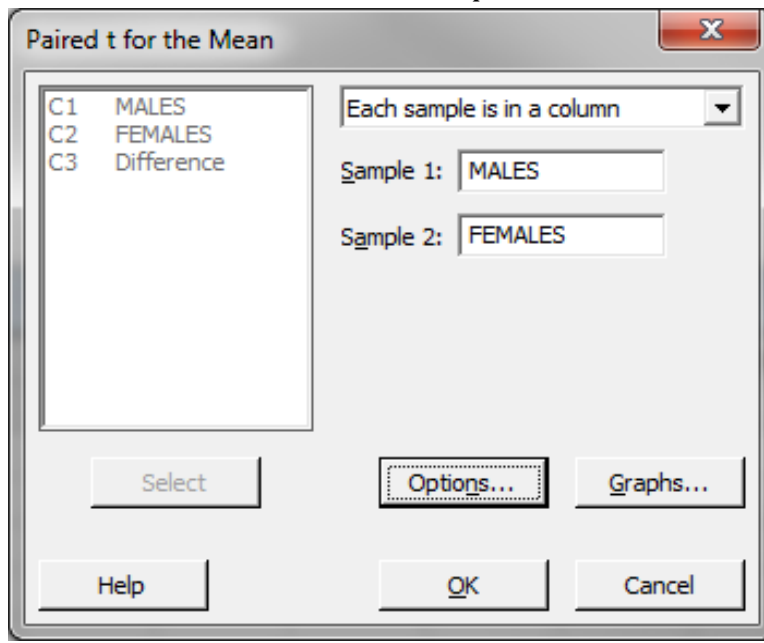 Paired t for the Mean
C1 MALES
C2 FEMALES
C3 Difference
Each sample is in a column
Sample 1: MALES
Sample 2: FEMALES
Select
Options...
Graphs...
Help
OK
Cancel